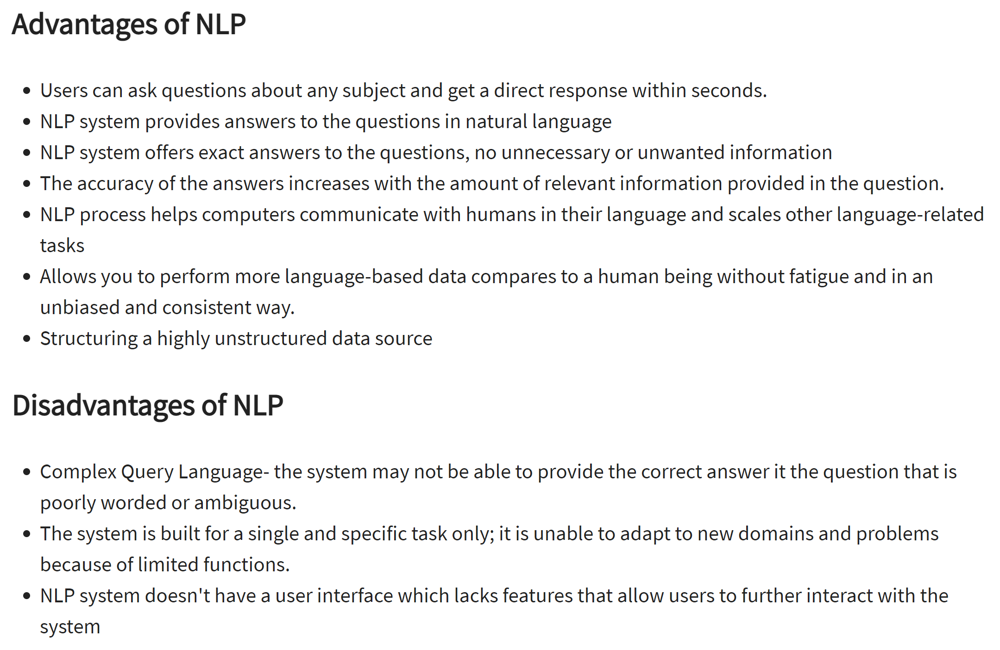 Advantages of NLP
Users can ask questions about any subject and get a direct response within seconds.
NLP system provides answers to the questions in natural language
NLP system offers exact answers to the questions, no unnecessary or unwanted information
The accuracy of the answers increases with the amount of relevant information provided in the question.
NLP process helps computers communicate with humans in their language and scales other language-related
tasks
Allows you to perform more language-based data compares to a human being without fatigue and in an
unbiased and consistent way.
Structuring a highly unstructured data source
Disadvantages of NLP
Complex Query Language- the system may not be able to provide the correct answer it the question that is
poorly worded or ambiguous.
The system is built for a single and specific task only; it is unable to adapt to new domains and problems
because of limited functions.
NLP system doesn't have a user interface which lacks features that allow users to further interact with the
system